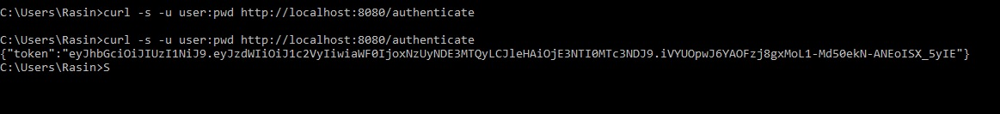 C:\Users\Rasin>curl -s -u user:pwd http://localhost:8080/authenticate
C:\Users\Rasin>curl -s -u user:pwd http://localhost:8080/authenticate
{"token":"eyJhbGciOiJIUzI1NiJ9.eyJzdWIiOiJ1c2VyIiwiaWF0IjoxNzUyNDE3MTQyLCJleHAiOjE3NTI0MTc3NDJ9.iVYUOpwJ6YAOFzj8gxMoL1-Md50ekN-ANEoISX_5yIE"}
C:\Users\Rasin>S